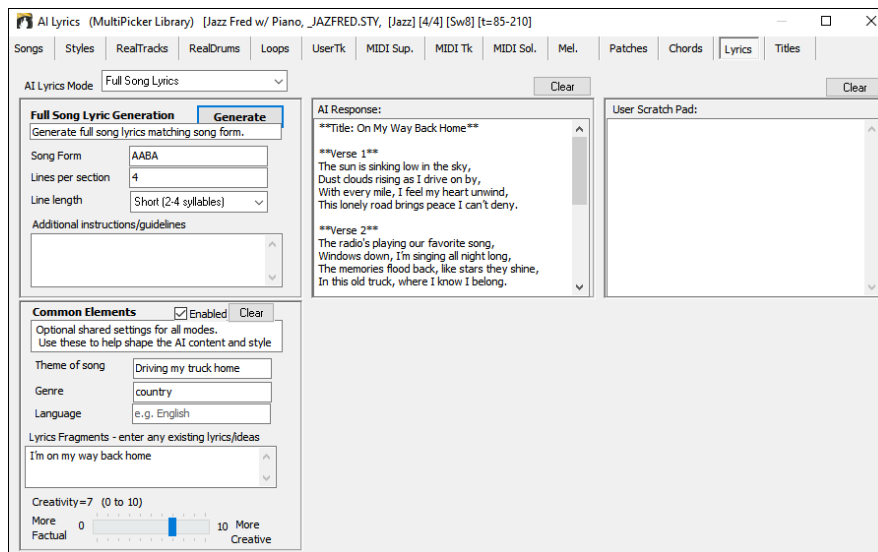 AI Lyrics (MultiPicker Library) [Jazz Fred w/ Piano, _JAZFRED.STY, [Jazz] [4/4] [Sw8] [t=85-210]
Songs Styles RealTracks RealDrums Loops UserTk MIDI Sup. MIDI Tk MIDI Sol. Mel. Patches Chords Lyrics Titles
AI Lyrics Mode Full Song Lyrics
Clear
Clear
Full Song Lyric Generation Generate
Generate full song lyrics matching song form.
Song Form AABA
Lines per section 4
Line length Short (2-4 syllables)
Additional instructions/guidelines
Common Elements Enabled Clear
Optional shared settings for all modes.
Use these to help shape the AI content and style
Theme of song Driving my truck home
Genre country
Language e.g. English
Lyrics Fragments - enter any existing lyrics/ideas
I'm on my way back home
Creativity=7 (0 to 10)
More Factual 0 10 More Creative
AI Response:
**Title: On My Way Back Home**
**Verse 1**
The sun is sinking low in the sky,
Dust clouds rising as I drive on by,
With every mile, I feel my heart unwind,
This lonely road brings peace I can't deny.
**Verse 2**
The radio's playing our favorite song,
Windows down, I'm singing all night long,
The memories flood back, like stars they shine,
In this old truck, where I know I belong.
User Scratch Pad: